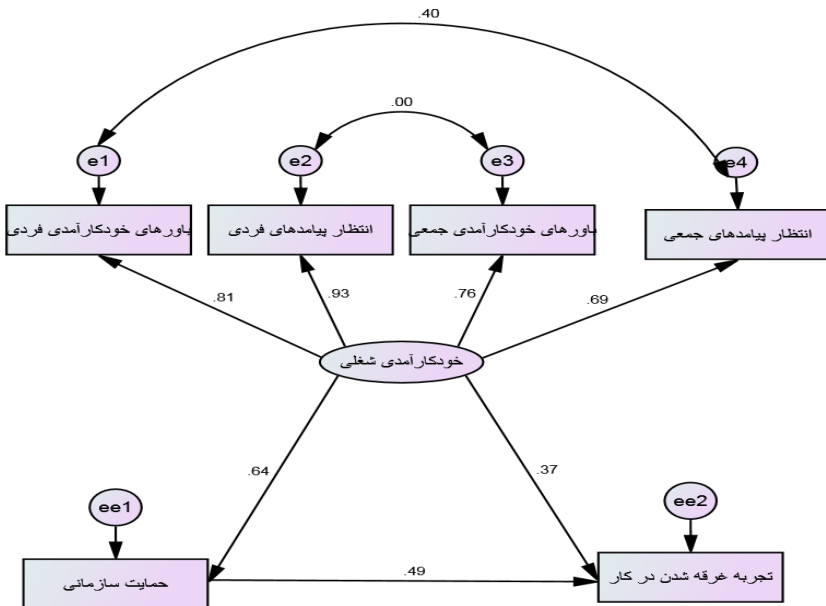 .40
.00
e1
e2
e3
e4
باورهای خودکارآمدی فردی
انتظار پیامدهای فردی
باورهای خودکارآمدی جمعی
انتظار پیامدهای جمعی
.81
.93
.76
.69
خودکارآمدی شغلی
.64
.37
ee1
ee2
حمایت سازمانی
.49
تجربه غرقه شدن در کار